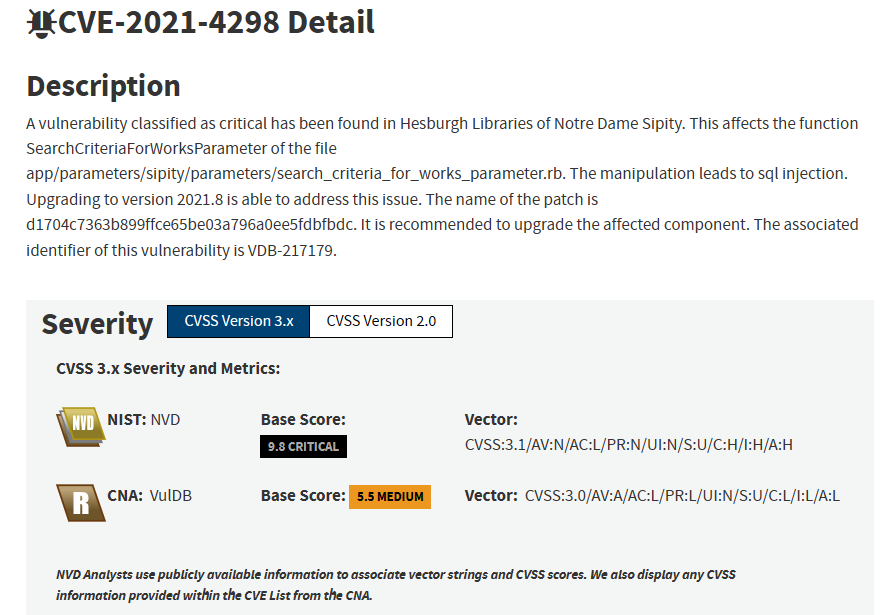 CVE-2021-4298 Detail
Description
A vulnerability classified as critical has been found in Hesburgh Libraries of Notre Dame Sipity. This affects the function
SearchCriteriaForWorksParameter of the file
app/parameters/sipity/parameters/search_criteria_for_works_parameter.rb. The manipulation leads to sql injection.
Upgrading to version 2021.8 is able to address this issue. The name of the patch is
d1704c7363b899ffce65be03a796a0ee5fdbfbdc. It is recommended to upgrade the affected component. The associated
identifier of this vulnerability is VDB-217179.
Severity CVSS Version 3.x CVSS Version 2.0
CVSS 3.x Severity and Metrics:
NVD NIST: NVD Base Score: Vector:
9.8 CRITICAL CVSS:3.1/AV:N/AC:L/PR:N/UI:N/S:U/C:H/I:H/A:H
R CNA: VulDB Base Score: 5.5 MEDIUM Vector: CVSS:3.0/AV:A/AC:L/PR:L/UI:N/S:U/C:L/I:L/A:L
NVD Analysts use publicly available information to associate vector strings and CVSS scores. We also display any CVSS
information provided within the CVE List from the CNA.